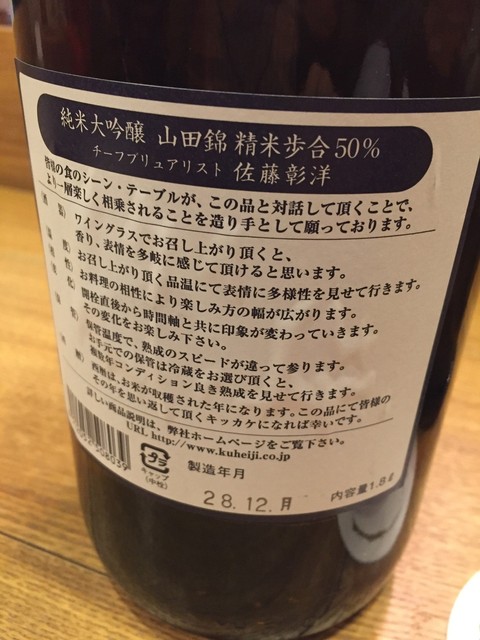 純米大吟醸 山田錦 精米歩合50%
チーフブリュアリスト 佐藤彰洋
皆様の食のシーン・テーブルが、この品と対話して頂くことで、
より一層楽しく相乗されることを造り手として願っております。
ワイングラスでお召し上がり頂くと、
香り、表情を多岐に感じて頂けると思います。
お召し上がり頂く品温にて表情に多様性を見せて行きます。
お料理の相性により楽しみ方の幅が広がります。
開栓直後から時間軸と共に印象が変わっていきます。
その変化をお楽しみ下さい。
保管温度で、熟成のスピードが違って参ります。
お手元での保管は冷蔵をお選び頂くと、
複数年コンディション良き熟成を見せて行きます。
酉酷は、お米が収穫された年になります。この品にて皆様の
その年を思い返して頂くキッカケになれば幸いです。
詳しい商品説明は、弊社ホームページをご覧下さい。
URL http://www.kuheiji.co.jp
プラ
キャップ
(中栓)
製造年月
28.12.月
内容量1.8ℓ